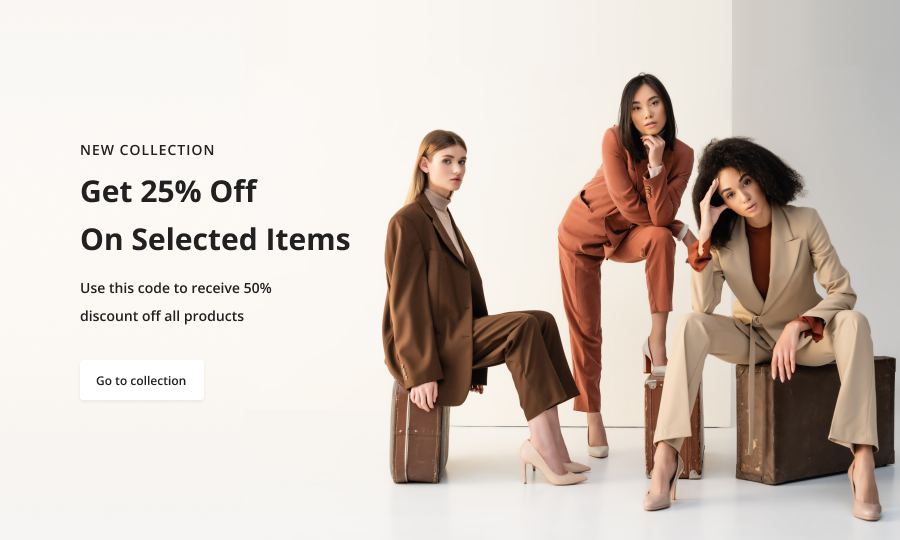 NEW COLLECTION
Get 25% Off
On Selected Items
Use this code to receive 50%
discount off all products
Go to collection